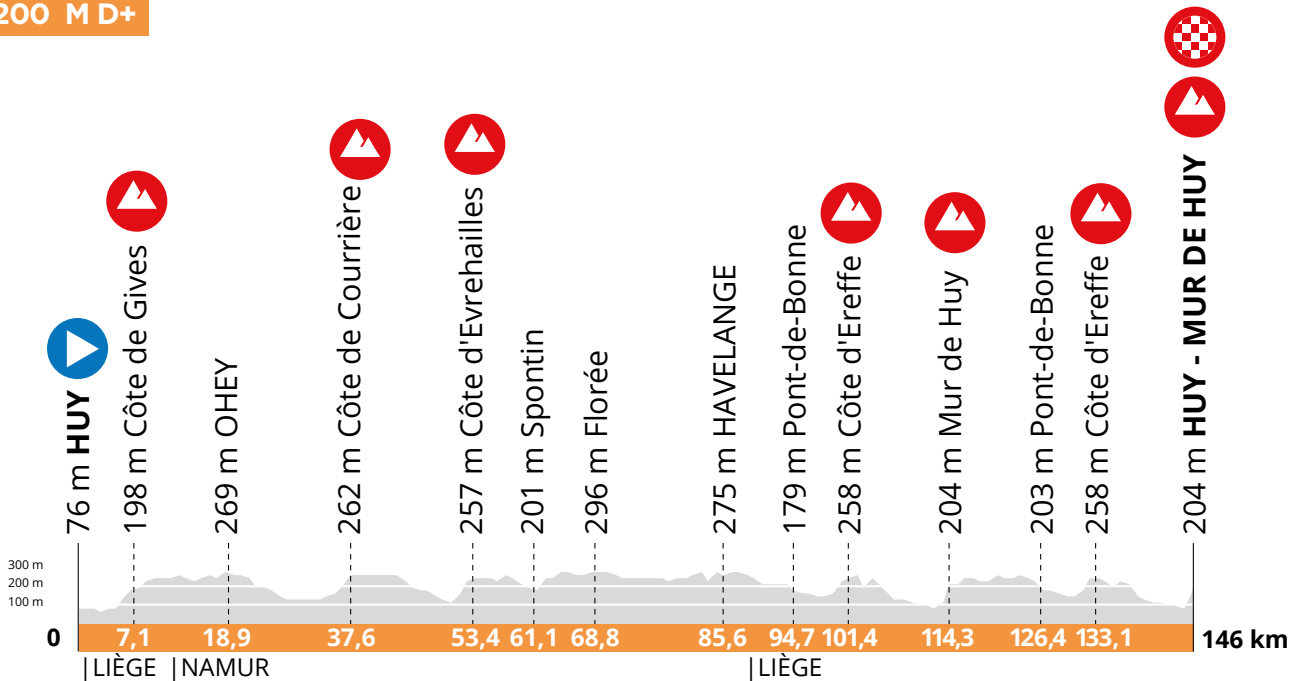 200 M D+
76 m HUY
198 m Côte de Gives
269 m OHEY
262 m Côte de Courrière
257 m Côte d'Evrehailles
201 m Spontin
296 m Florée
275 m HAVELANGE
179 m Pont-de-Bonne
258 m Côte d'Ereffe
204 m Mur de Huy
203 m Pont-de-Bonne
258 m Côte d'Ereffe
204 m HUY - MUR DE HUY
300 m
200 m
100 m
0 7,1 18,9 37,6 53,4 61,1 68,8 85,6 94,7 101,4 114,3 126,4 133,1 146 km
|LIÈGE |NAMUR |LIÈGE